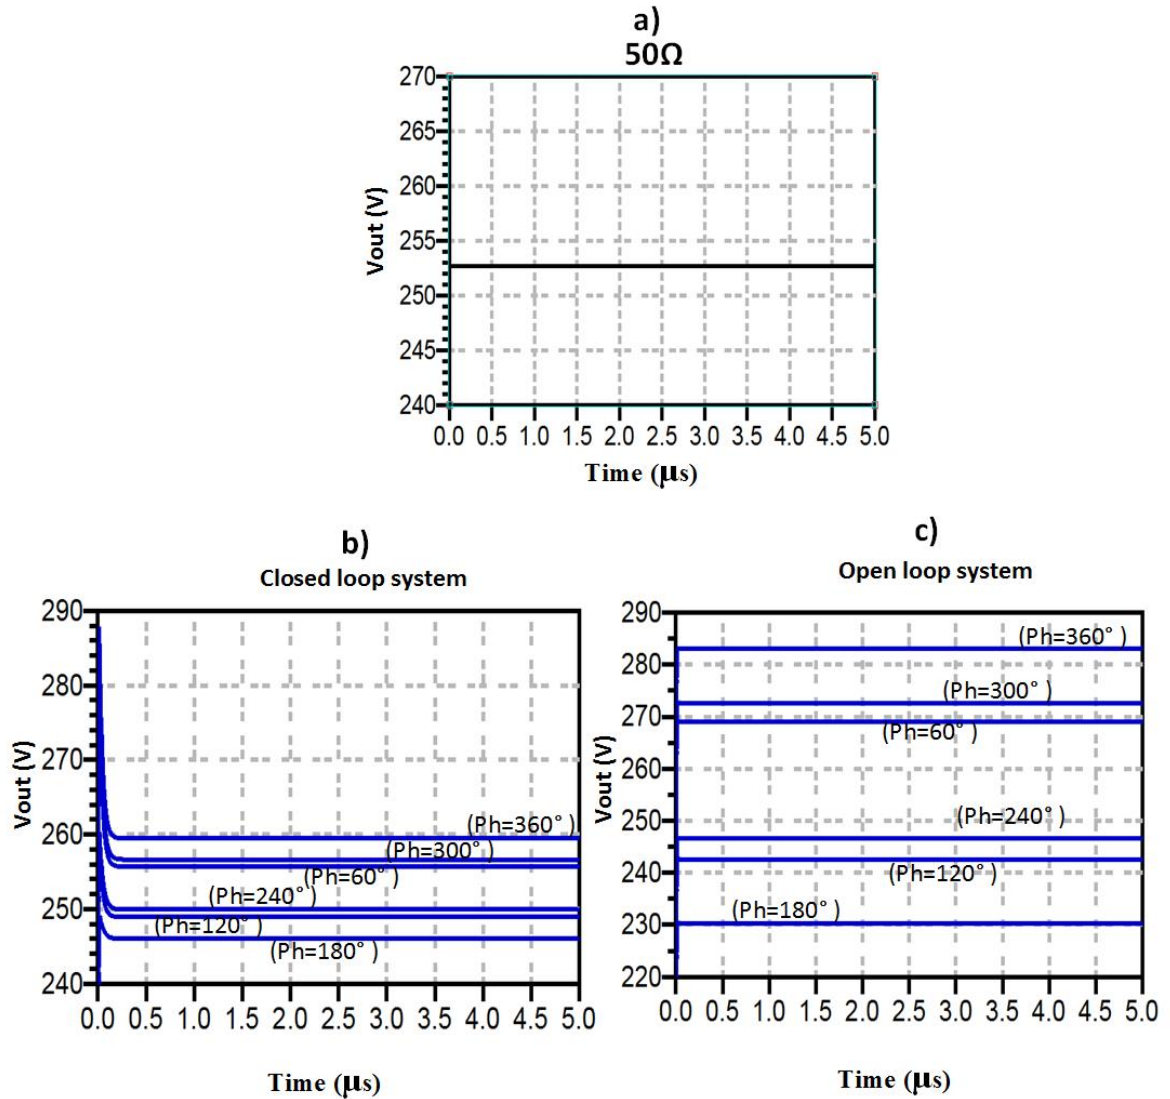 a)
50Ω
270
265
260
255
250
245
240
Vout (V)
0.0 0.5 1.0 1.5 2.0 2.5 3.0 3.5 4.0 4.5 5.0
Time (μs)
b)
Closed loop system
290
280
270
260
250
240
Vout (V)
(Ph=360° )
(Ph=300° )
(Ph=60° )
(Ph=240° )
(Ph=120° )
(Ph=180° )
0.0 0.5 1.0 1.5 2.0 2.5 3.0 3.5 4.0 4.5 5.0
Time (μs)
c)
Open loop system
290
280
270
260
250
240
230
220
Vout (V)
(Ph=360° )
(Ph=300° )
(Ph=60° )
(Ph=240° )
(Ph=120° )
(Ph=180° )
0.0 0.5 1.0 1.5 2.0 2.5 3.0 3.5 4.0 4.5 5.0
Time (μs)